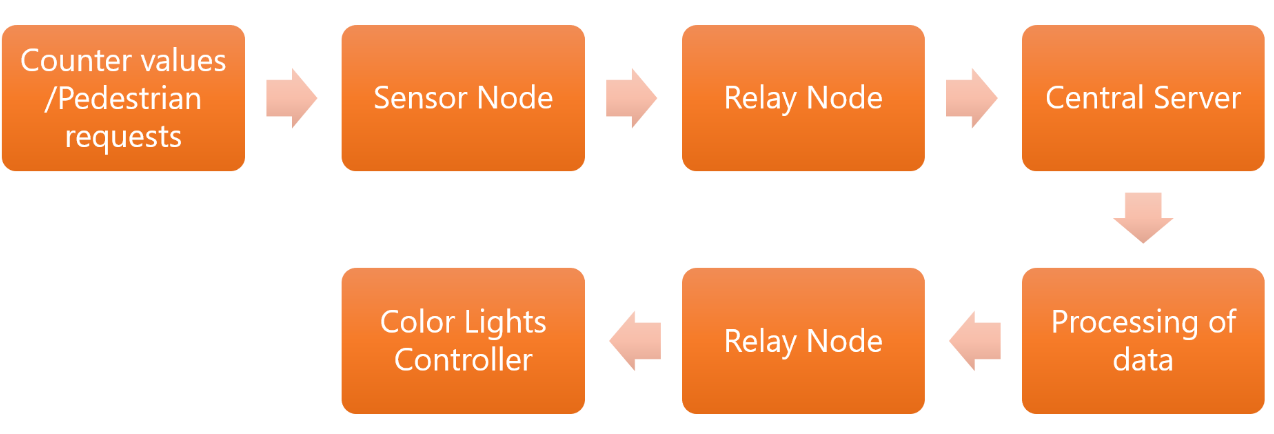 Counter values
/Pedestrian
requests
Sensor Node
Relay Node
Central Server
Processing of
data
Relay Node
Color Lights
Controller